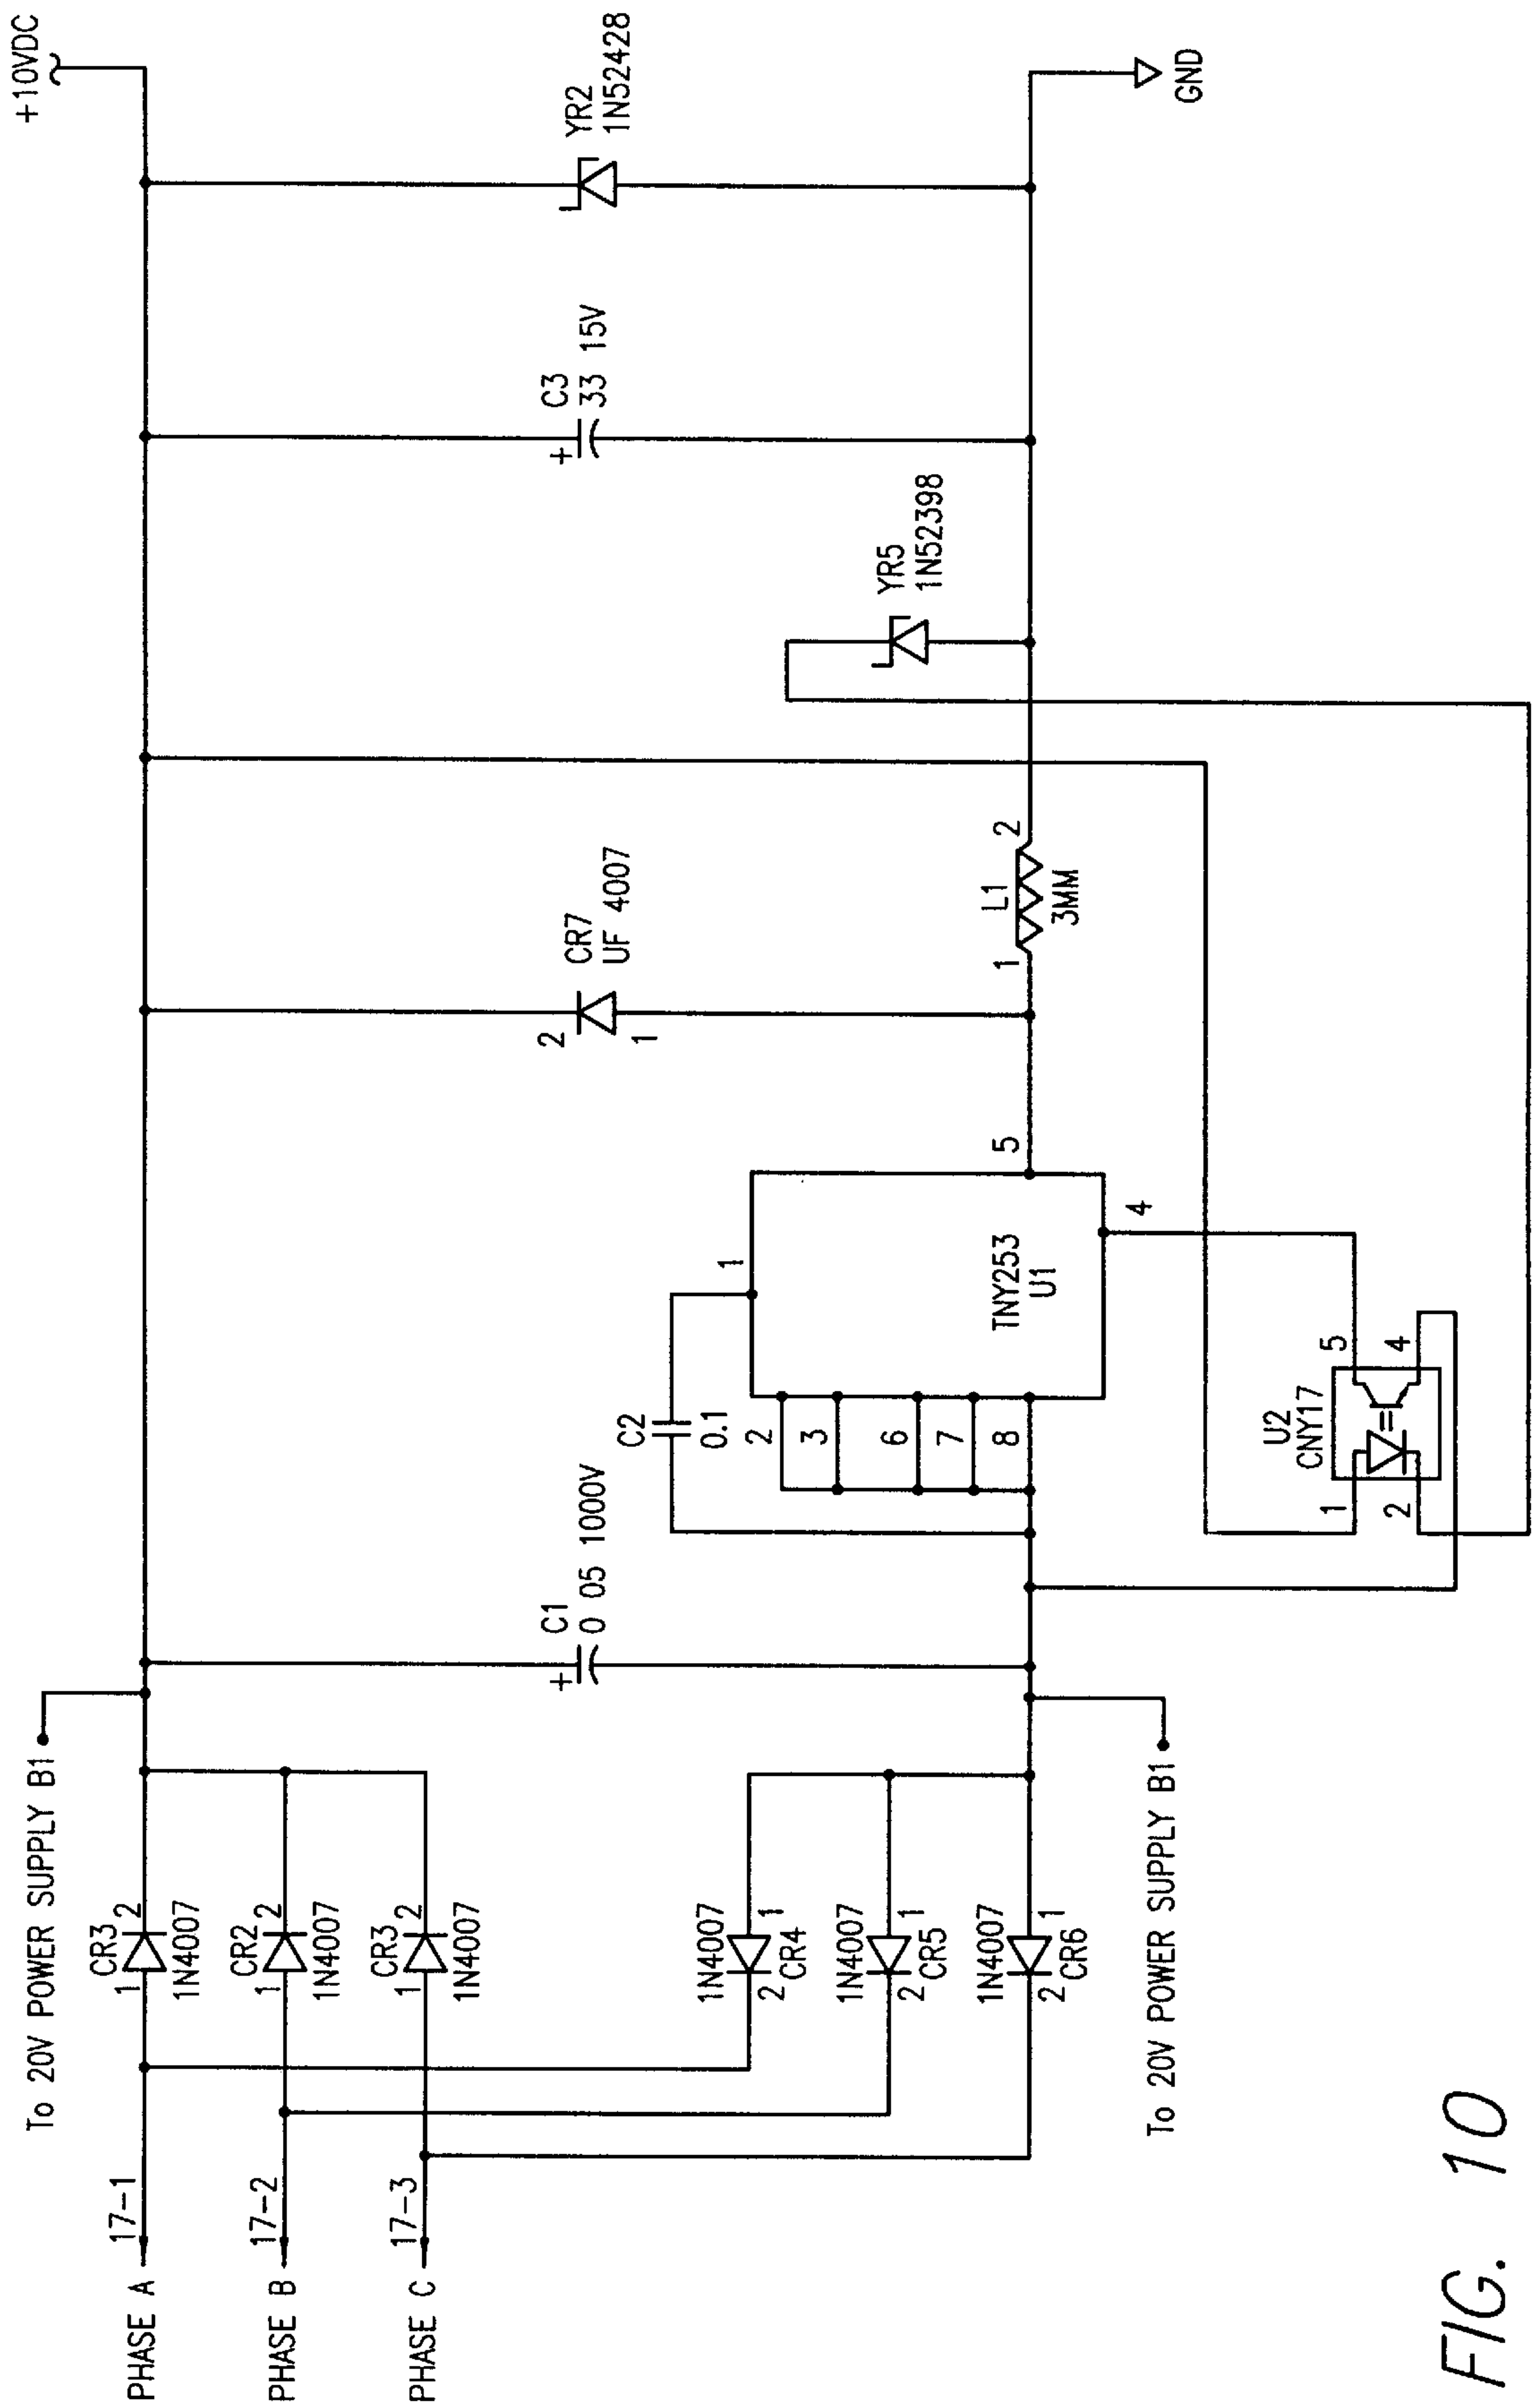 +10VDC
To 20V POWER SUPPLY B1
PHASE A
17-1
1
CR3
2
1N4007
PHASE B
17-2
1
CR2
2
1N4007
PHASE C
17-3
1
CR3
2
1N4007
1N4007
2
1
CR4
1N4007
2
1
CR5
1N4007
2
1
CR6
To 20V POWER SUPPLY B1
+
C1
0 05 1000V
C2
0.1
1
2
3
6
7
8
TNY253
U1
5
4
U2
CNY17
1
5
2
4
2
CR7
UF 4007
1
1
L1
2
3MM
YR5
1N52398
+
C3
33 15V
YR2
1N52428
GND
FIG. 10